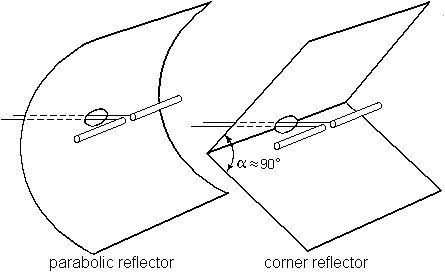 α ≈ 90°
parabolic reflector
corner reflector